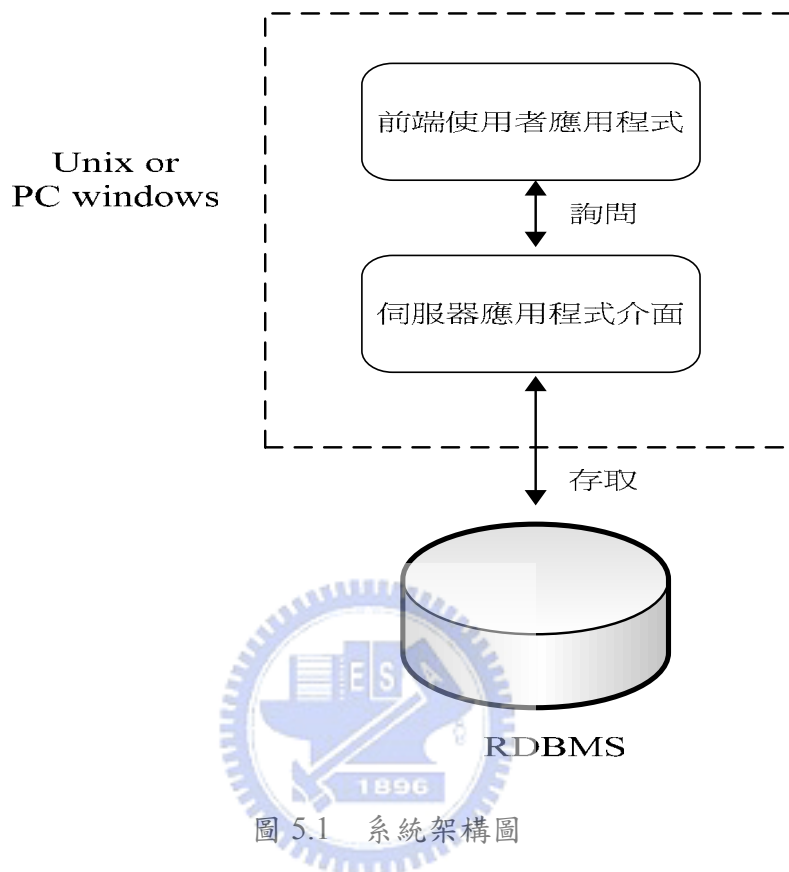 前端使用者應用程式
Unix or
PC windows
詢問
伺服器應用程式介面
存取
RDBMS
ES
A
1896
圖 5.1 系統架構圖